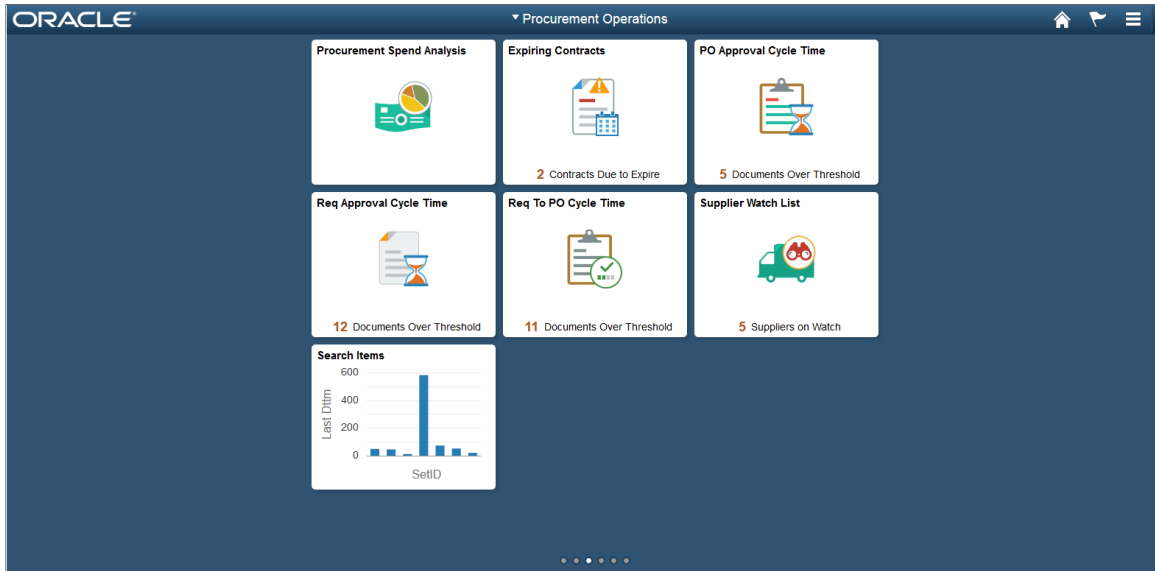 ORACLE
Procurement Operations
Procurement Spend Analysis
Expiring Contracts
2 Contracts Due to Expire
PO Approval Cycle Time
5 Documents Over Threshold
Req Approval Cycle Time
12 Documents Over Threshold
Req To PO Cycle Time
11 Documents Over Threshold
Supplier Watch List
5 Suppliers on Watch
Search Items
Last Dttm
600
400
200
0
SetID